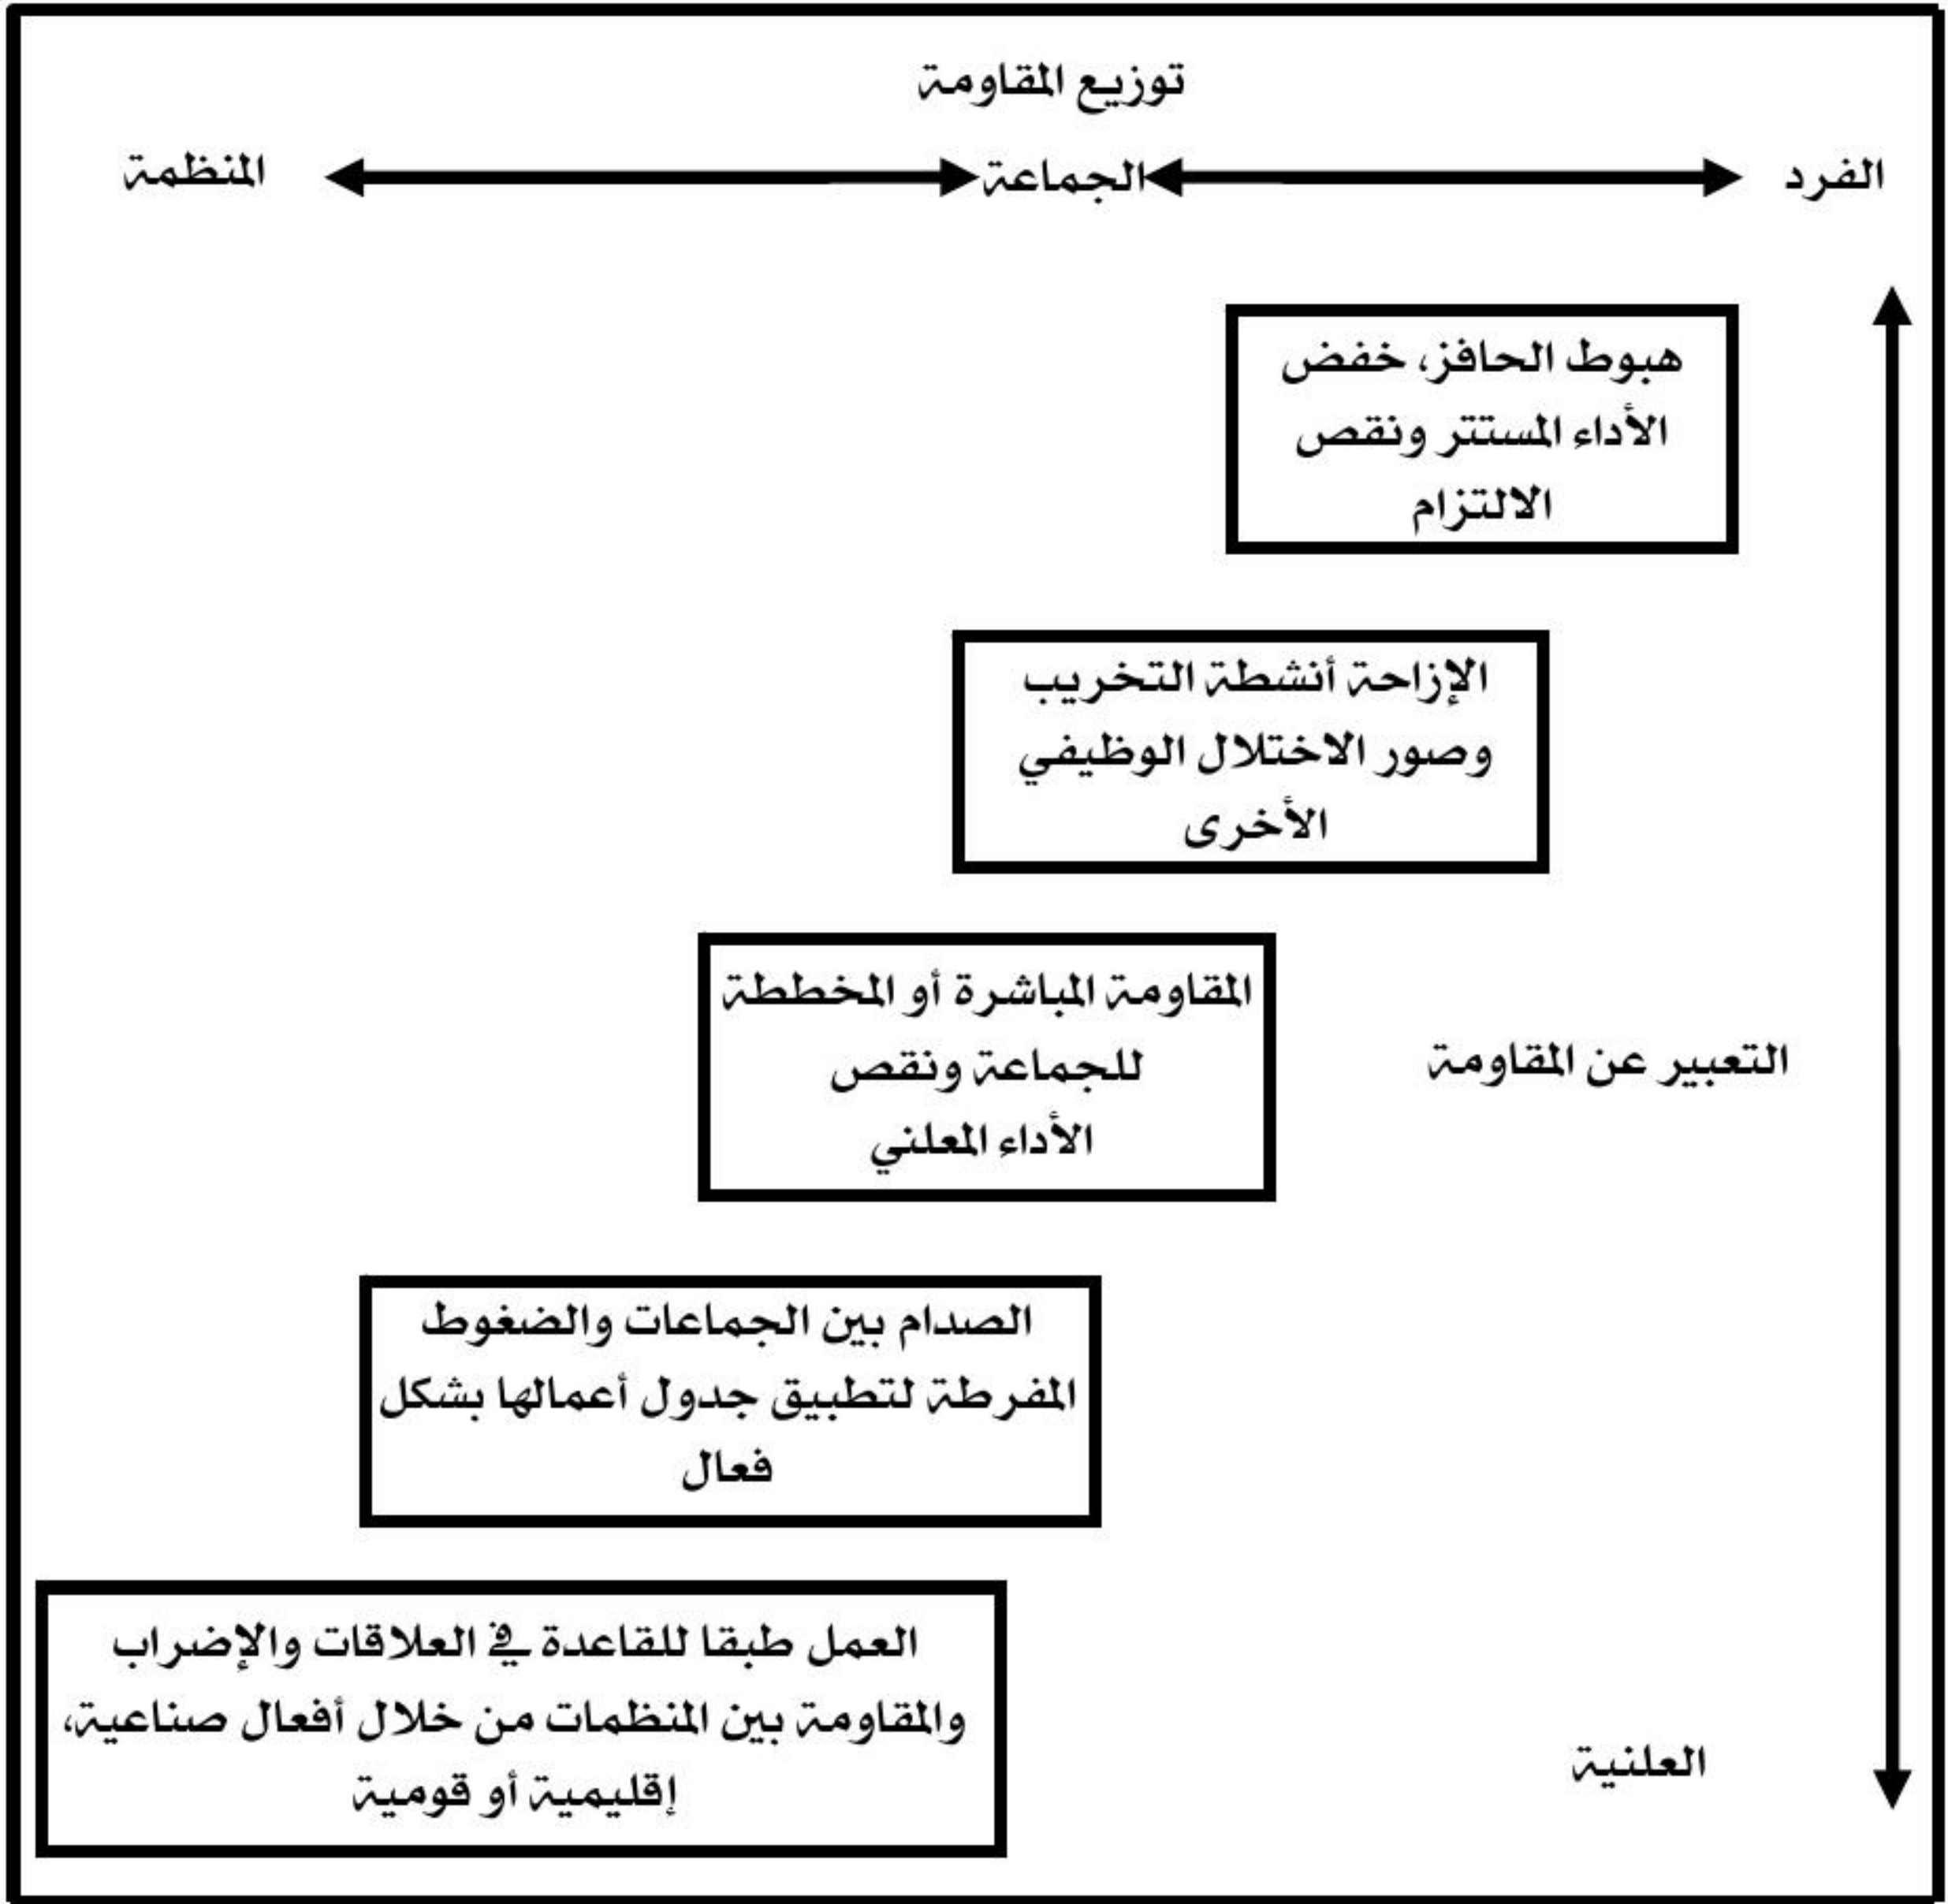 توزيع المقاومة
الفرد الجماعة المنظمة
هبوط الحافز، خفض
الأداء المستتر ونقص
الالتزام
الإزاحة أنشطة التخريب
وصور الاختلال الوظيفي
الأخرى
المقاومة المباشرة أو المخططة
للجماعة ونقص
الأداء المعلني
التعبير عن المقاومة
الصدام بين الجماعات والضغوط
المفرطة لتطبيق جدول أعمالها بشكل
فعال
العمل طبقا للقاعدة في العلاقات والإضراب
والمقاومة بين المنظمات من خلال أفعال صناعية،
إقليمية أو قومية
العلنية